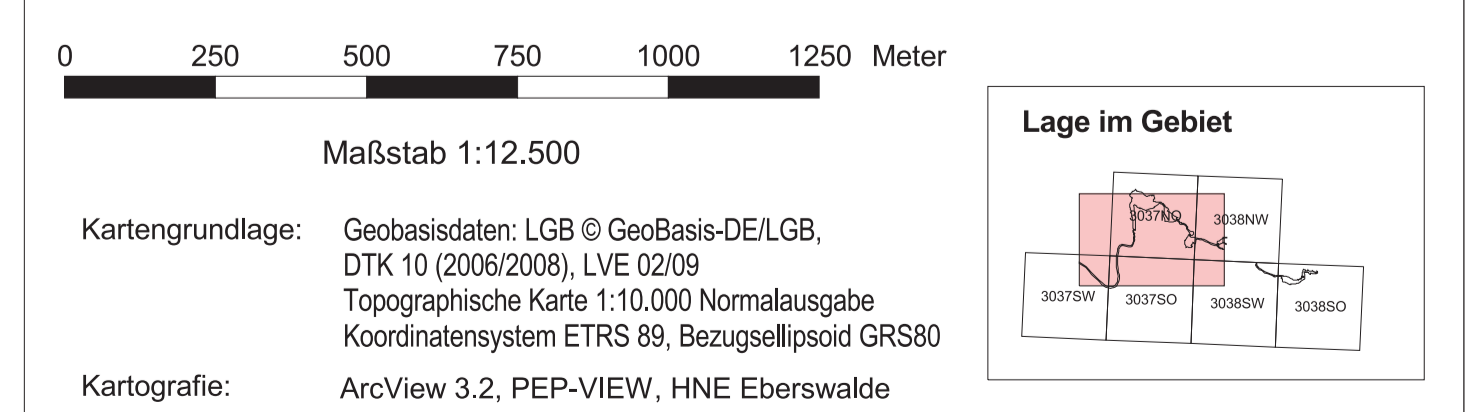 0 250 500 750 1000 1250 Meter
Maßstab 1:12.500
Kartengrundlage: Geobasisdaten: LGB © GeoBasis-DE/LGB,
DTK 10 (2006/2008), LVE 02/09
Topographische Karte 1:10.000 Normalausgabe
Koordinatensystem ETRS 89, Bezugsellipsoid GRS80
Kartografie: ArcView 3.2, PEP-VIEW, HNE Eberswalde
Lage im Gebiet
3037NO 3038NW
3037SW 3037SO 3038SW 3038SO